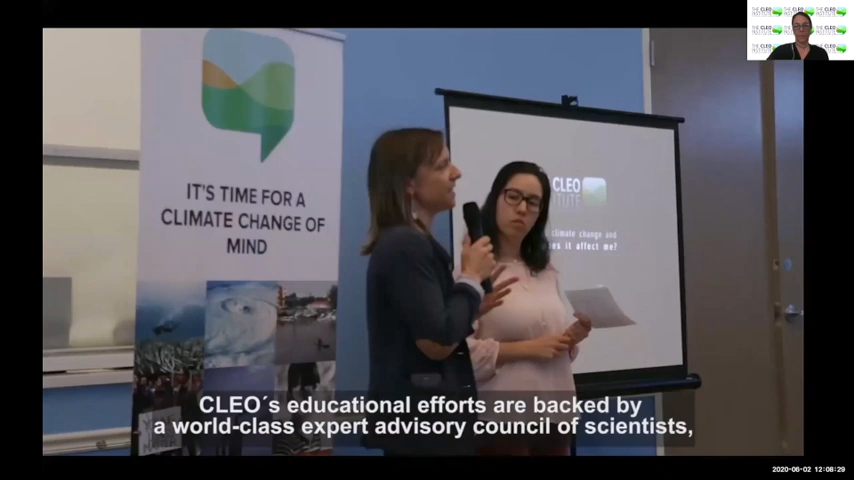 IT'S TIME FOR A
CLIMATE CHANGE OF
MIND
CLEO
climate change and
it affect me?
CLEO´s educational efforts are backed by
a world-class expert advisory council of scientists,
2020-06-02 12:08:29